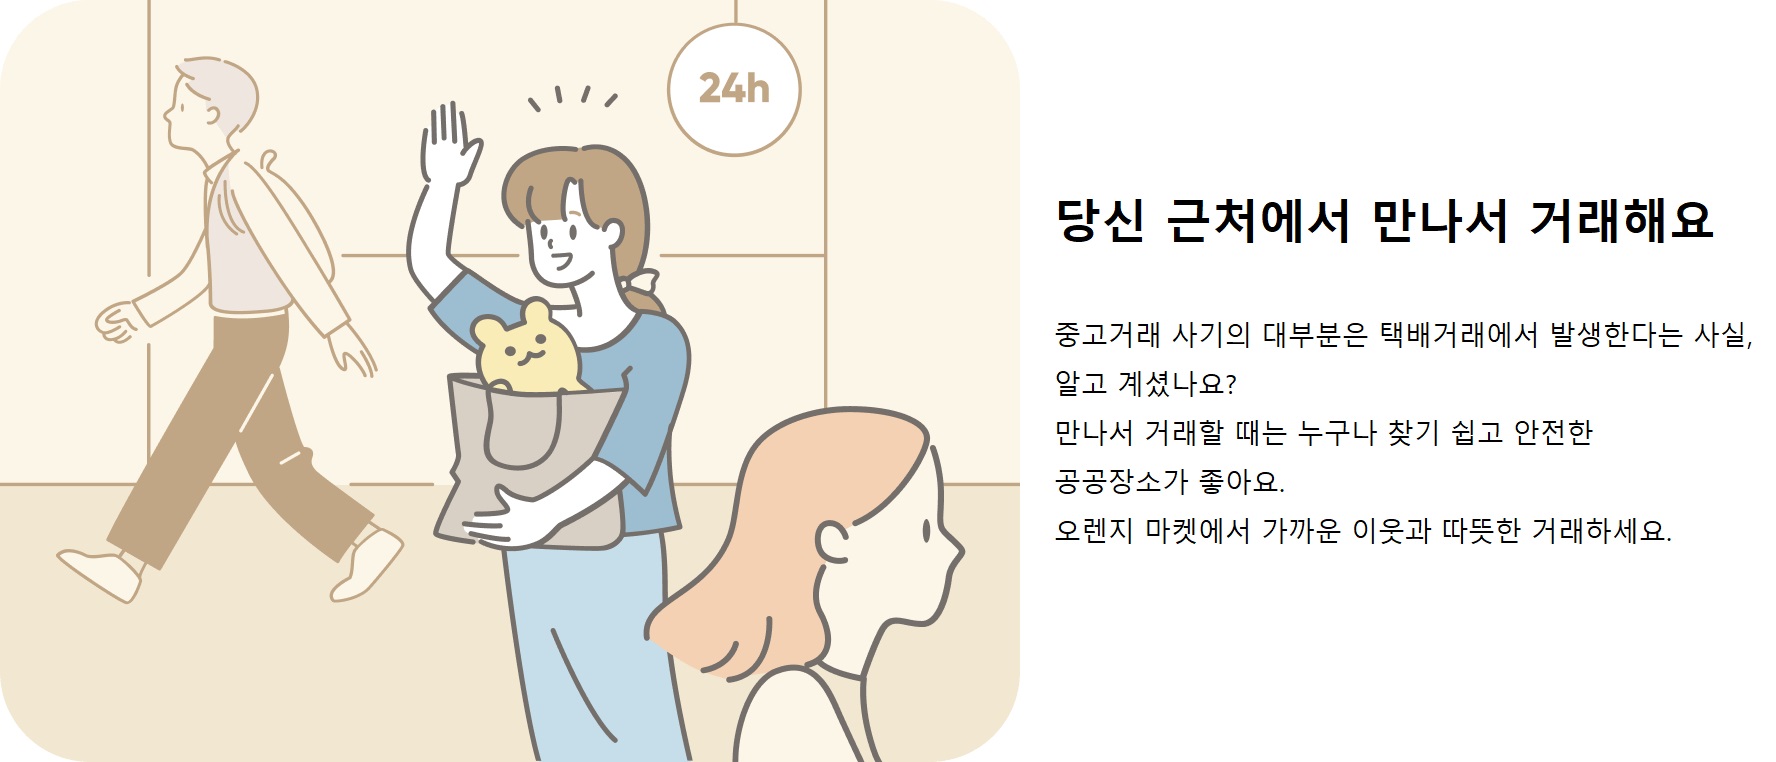 24h
당신 근처에서 만나서 거래해요
중고거래 사기의 대부분은 택배거래에서 발생한다는 사실,
알고 계셨나요?
만나서 거래할 때는 누구나 찾기 쉽고 안전한
공공장소가 좋아요.
오렌지 마켓에서 가까운 이웃과 따뜻한 거래하세요.